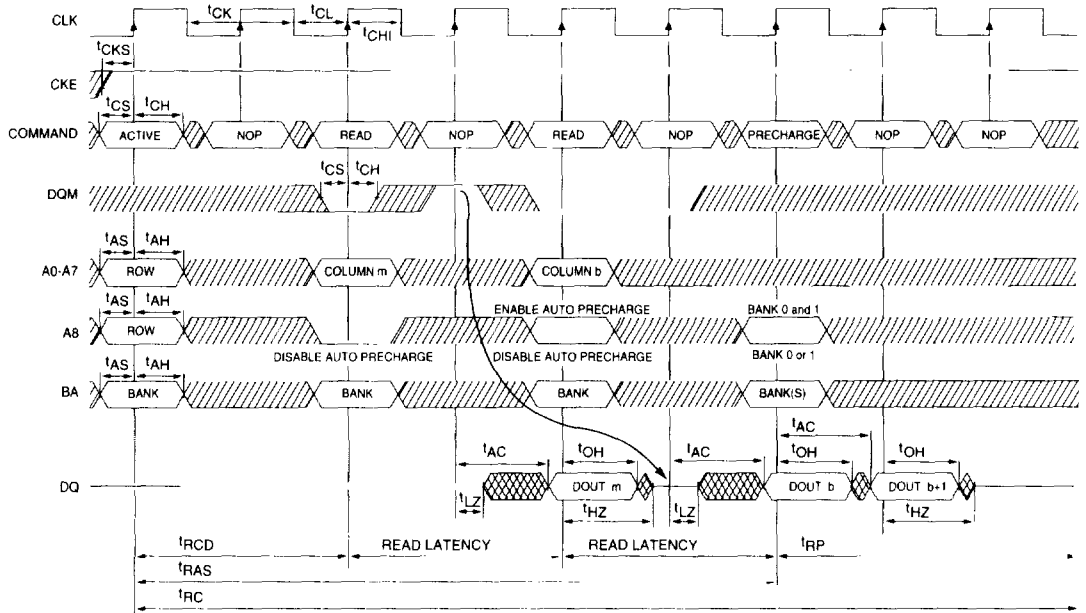 CLK tCK tCL tCHI
tCKS
CKE
tCS tCH
COMMAND ACTIVE NOP READ NOP READ NOP PRECHARGE NOP NOP
tCS tCH
DQM
tAS tAH
A0-A7 ROW COLUMN m COLUMN b
tAS tAH ENABLE AUTO PRECHARGE BANK 0 and 1
A8 ROW
DISABLE AUTO PRECHARGE DISABLE AUTO PRECHARGE BANK 0 or 1
tAS tAH
BA BANK BANK BANK BANK(S)
tAC
tAC tOH tAC tOH tOH
DQ DOUT m DOUT b DOUT b+1
tLZ tHZ tLZ tHZ
tRCD READ LATENCY READ LATENCY tRP
tRAS
tRC